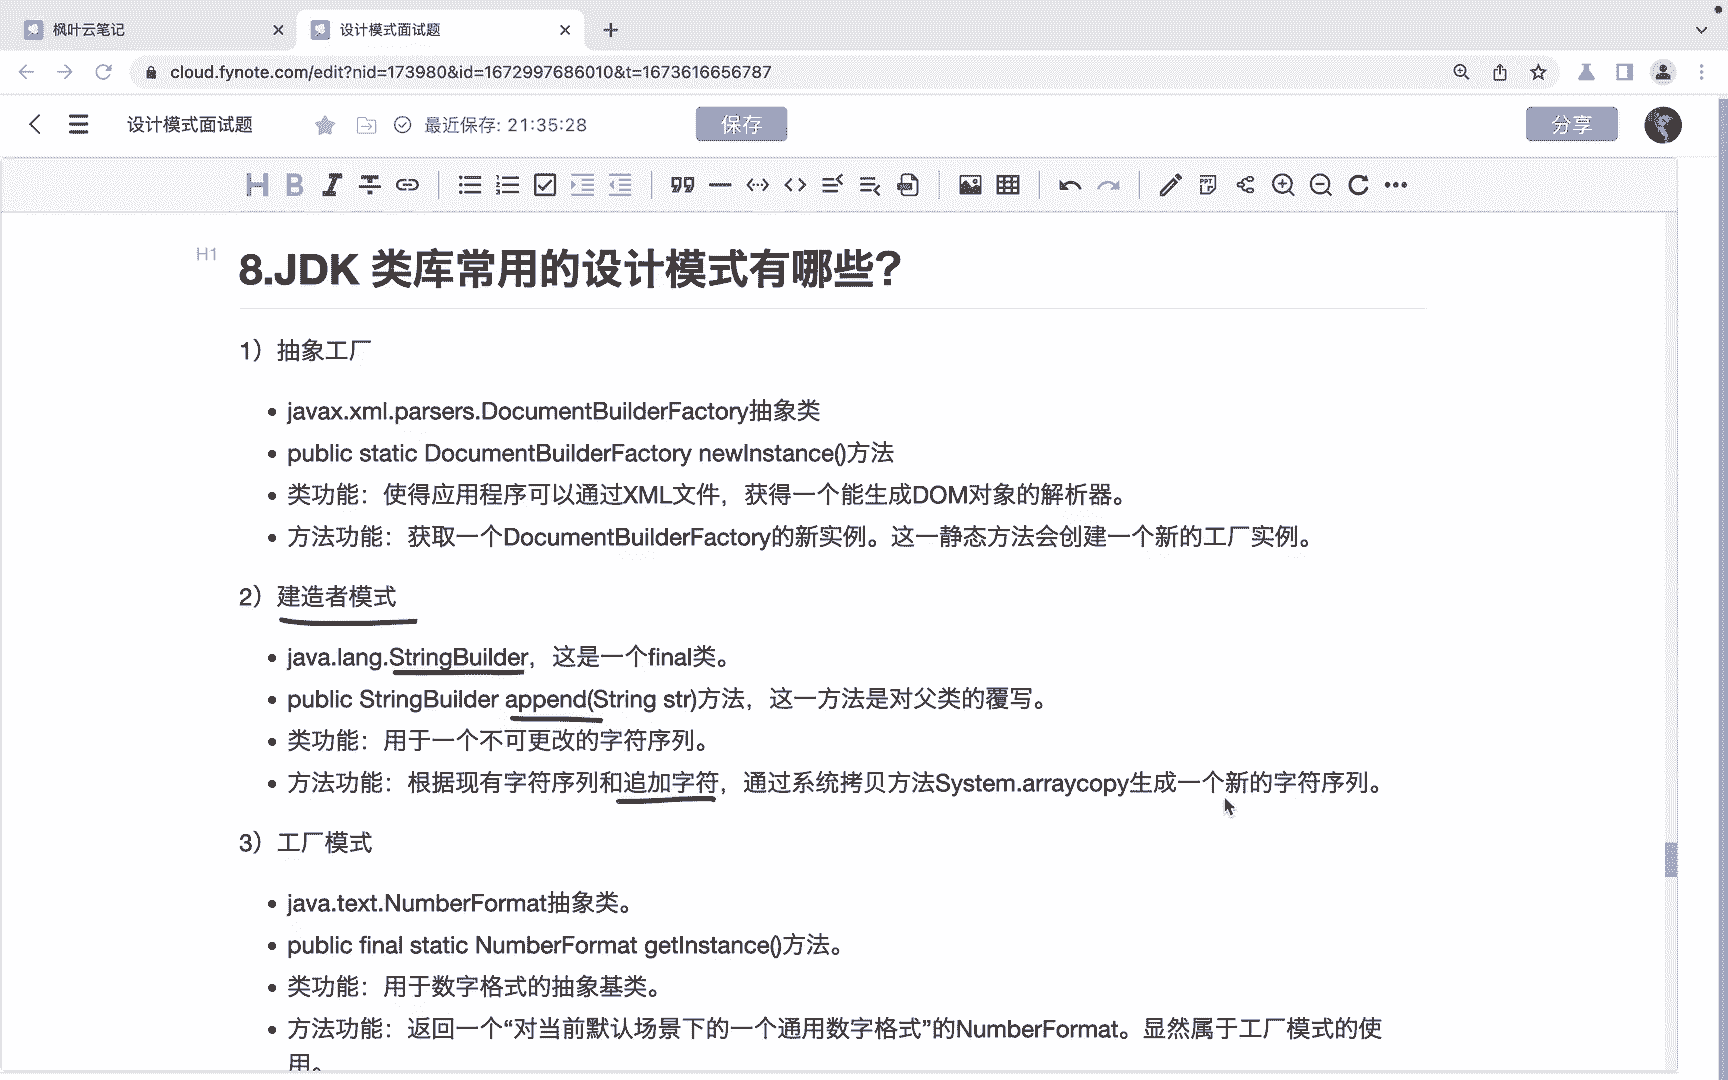 枫叶云笔记
设计模式面试题
cloud.fynote.com/edit?nid=173980&id=1672997686010&t=1673616656787
设计模式面试题
最近保存: 21:35:28
保存
分享
H B I
H1
8.JDK 类库常用的设计模式有哪些？
1）抽象工厂
javax.xml.parsers.DocumentBuilderFactory抽象类
public static DocumentBuilderFactory newInstance()方法
类功能：使得应用程序可以通过XML文件，获得一个能生成DOM对象的解析器。
方法功能：获取一个DocumentBuilderFactory的新实例。这一静态方法会创建一个新的工厂实例。
2）建造者模式
java.lang.StringBuilder，这是一个final类。
public StringBuilder append(String str)方法，这一方法是对父类的覆写。
类功能：用于一个不可更改的字符序列。
方法功能：根据现有字符序列和追加字符，通过系统拷贝方法System.arraycopy生成一个新的字符序列。
3）工厂模式
java.text.NumberFormat抽象类。
public final static NumberFormat getInstance()方法。
类功能：用于数字格式的抽象基类。
方法功能：返回一个“对当前默认场景下的一个通用数字格式”的NumberFormat。显然属于工厂模式的使
用。